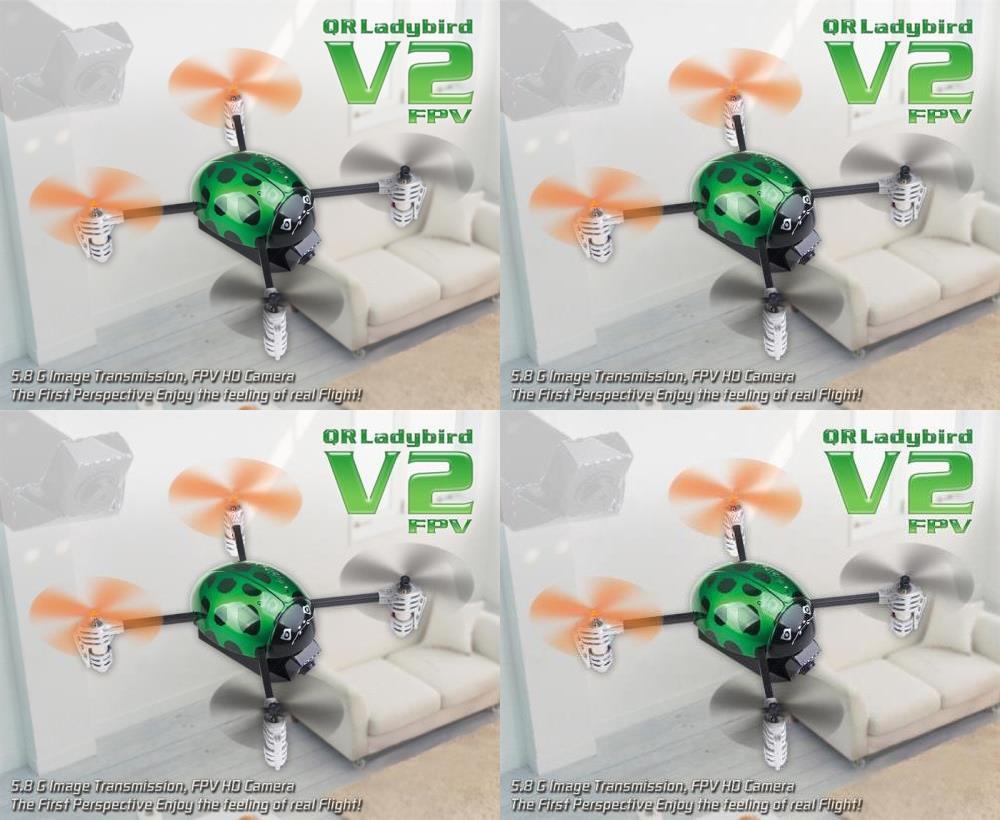 QR Ladybird
V2
FPV
5.8 G Image Transmission, FPV HD Camera
The First Perspective Enjoy the feeling of real Flight!
QR Ladybird
V2
FPV
5.8 G Image Transmission, FPV HD Camera
The First Perspective Enjoy the feeling of real Flight!
QR Ladybird
V2
FPV
5.8 G Image Transmission, FPV HD Camera
The First Perspective Enjoy the feeling of real Flight!
QR Ladybird
V2
FPV
5.8 G Image Transmission, FPV HD Camera
The First Perspective Enjoy the feeling of real Flight!